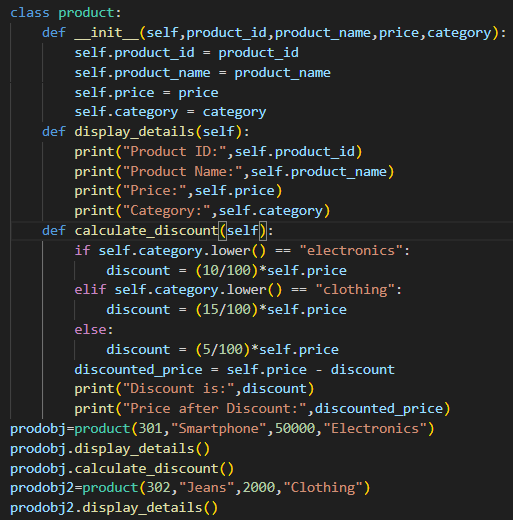 class product:
    def __init__(self,product_id,product_name,price,category):
        self.product_id = product_id
        self.product_name = product_name
        self.price = price
        self.category = category
    def display_details(self):
        print("Product ID:",self.product_id)
        print("Product Name:",self.product_name)
        print("Price:",self.price)
        print("Category:",self.category)
    def calculate_discount(self):
        if self.category.lower() == "electronics":
            discount = (10/100)*self.price
        elif self.category.lower() == "clothing":
            discount = (15/100)*self.price
        else:
            discount = (5/100)*self.price
        discounted_price = self.price - discount
        print("Discount is:",discount)
        print("Price after Discount:",discounted_price)
prodobj=product(301,"Smartphone",50000,"Electronics")
prodobj.display_details()
prodobj.calculate_discount()
prodobj2=product(302,"Jeans",2000,"Clothing")
prodobj2.display_details()